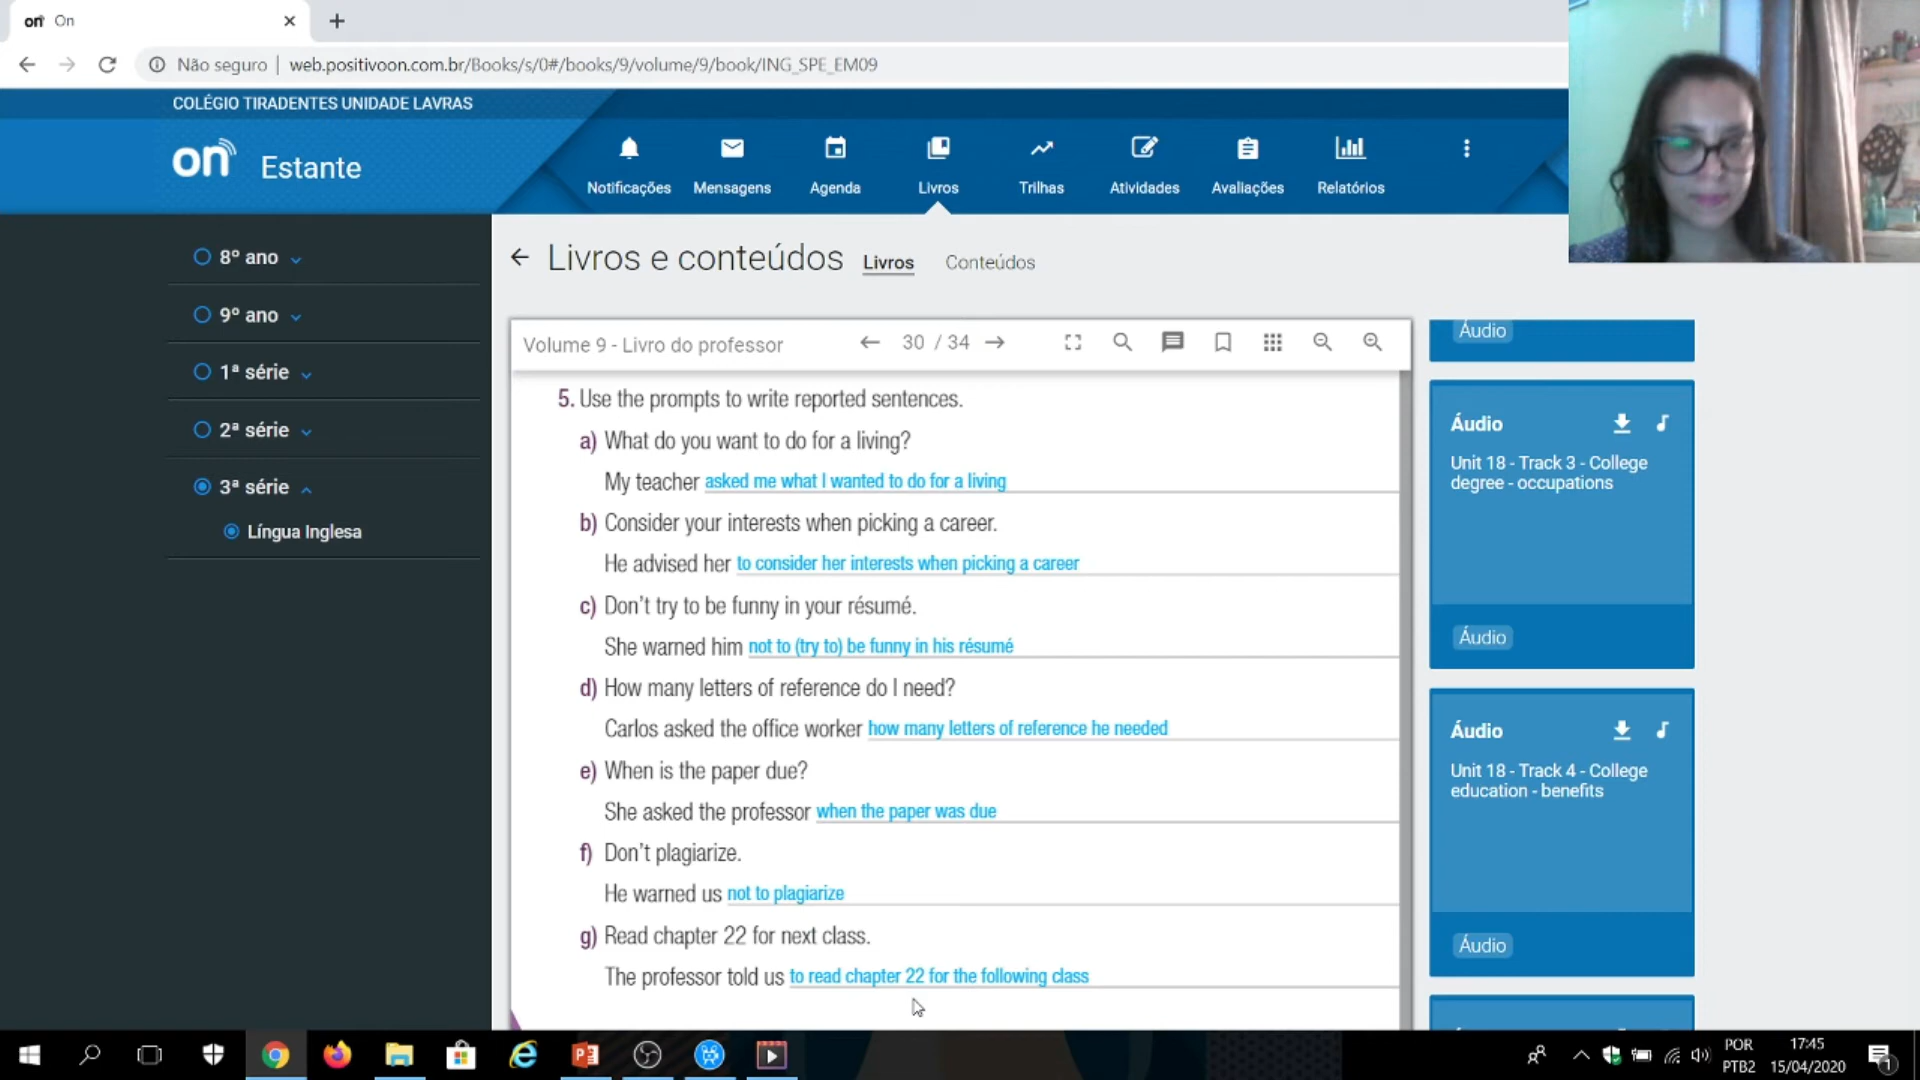 on On
Não seguro | web.positivoon.com.br/Books/s/0#/books/9/volume/9/book/ING_SPE_EM09
COLÉGIO TIRADENTES UNIDADE LAVRAS
on Estante
Notificações Mensagens Agenda Livros Trilhas Atividades Avaliações Relatórios
8º ano
9º ano
1ª série
2ª série
3ª série
Língua Inglesa
Livros e conteúdos Livros Conteúdos
Volume 9 - Livro do professor 30 / 34
5. Use the prompts to write reported sentences.
a) What do you want to do for a living?
My teacher asked me what I wanted to do for a living
b) Consider your interests when picking a career.
He advised her to consider her interests when picking a career
c) Don't try to be funny in your résumé.
She warned him not to (try to) be funny in his résumé
d) How many letters of reference do I need?
Carlos asked the office worker how many letters of reference he needed
e) When is the paper due?
She asked the professor when the paper was due
f) Don't plagiarize.
He warned us not to plagiarize
g) Read chapter 22 for next class.
The professor told us to read chapter 22 for the following class
Áudio
Áudio
Unit 18 - Track 3 - College
degree - occupations
Áudio
Áudio
Unit 18 - Track 4 - College
education - benefits
Áudio
POR
PTB2
17:45
15/04/2020
1